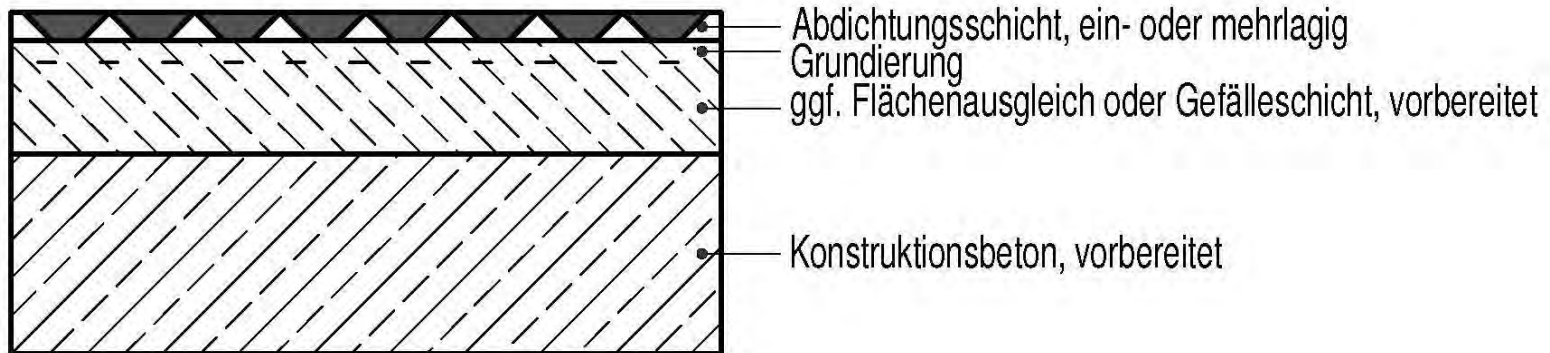 Abdichtungsschicht, ein- oder mehrlagig
Grundierung
ggf. Flächenausgleich oder Gefälleschicht, vorbereitet
Konstruktionsbeton, vorbereitet